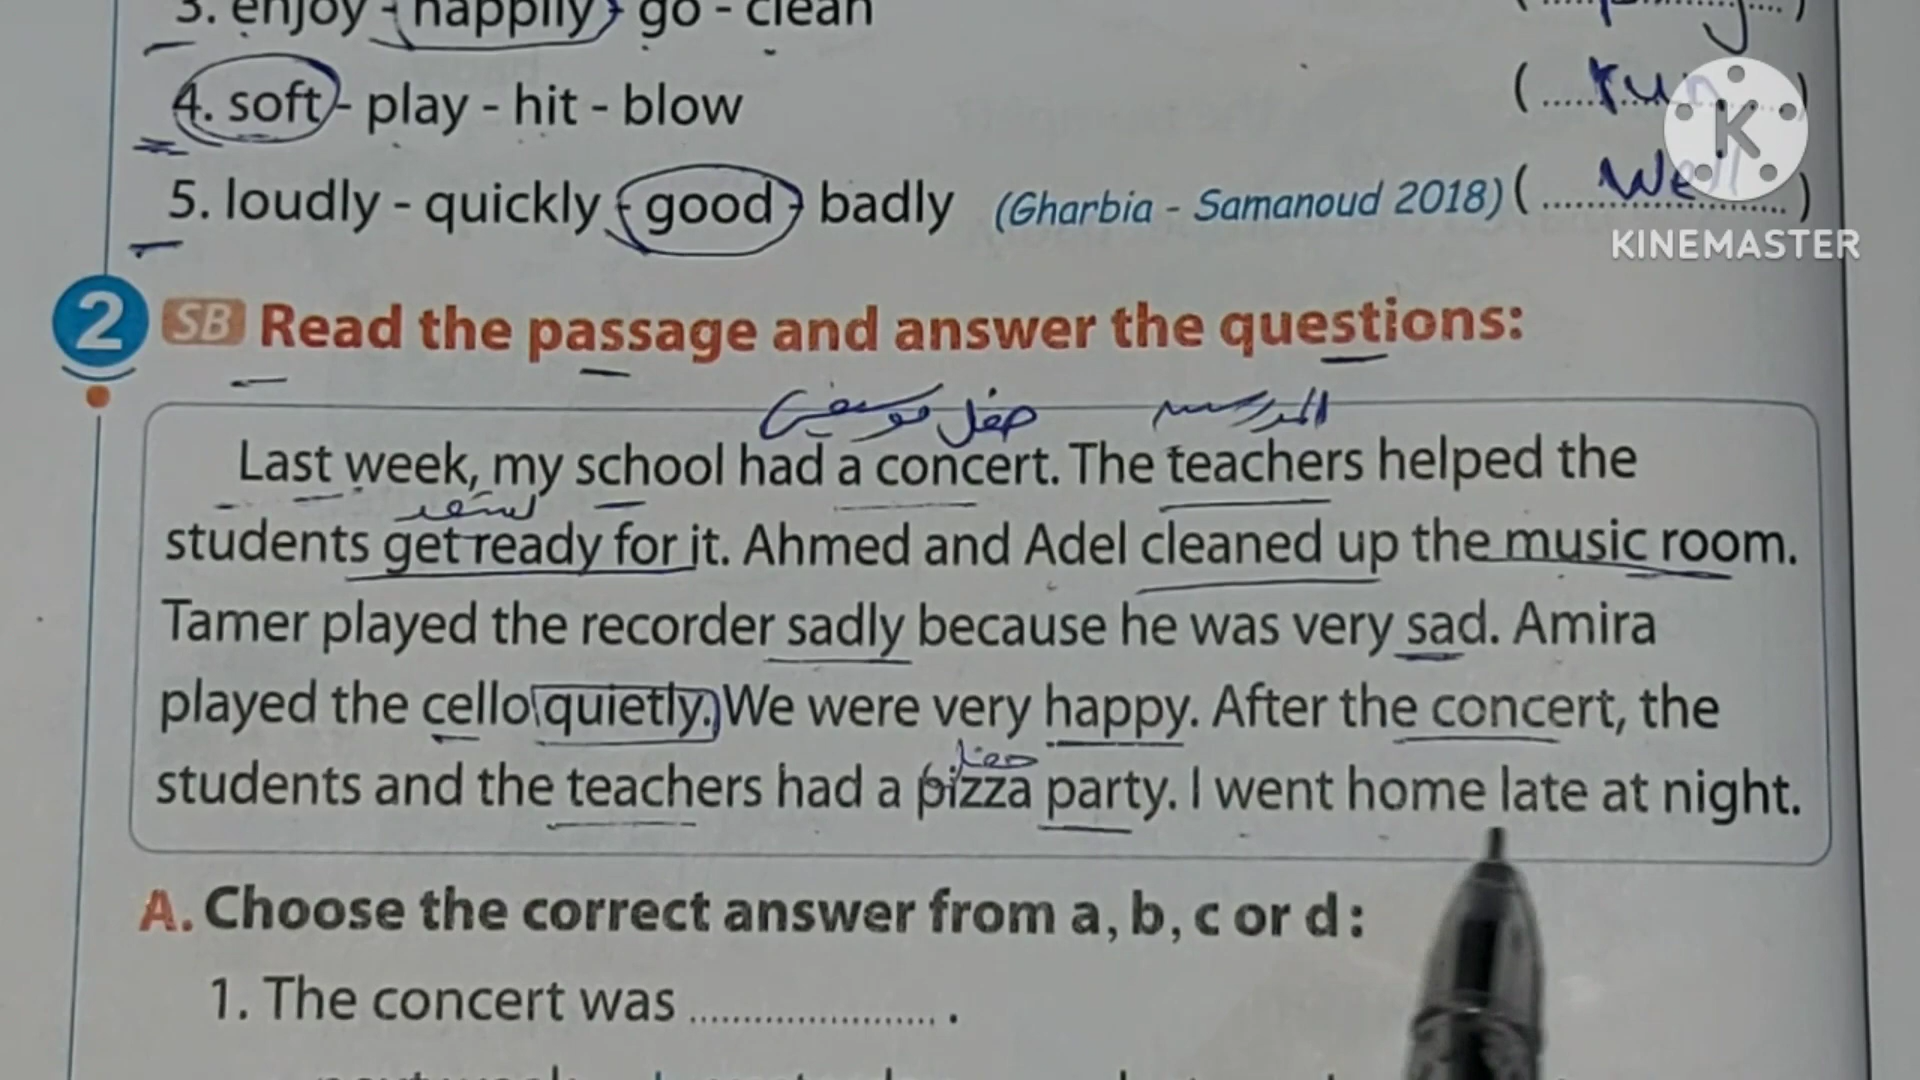 3. enjoy - happily - go - clean
4. soft - play - hit - blow (.... run ....)
5. loudly - quickly - good - badly (Gharbia - Samanoud 2018) (.... Well ....)
KINEMASTER
2 SB Read the passage and answer the questions:
حفل موسيقي المدرسين
Last week, my school had a concert. The teachers helped the
students get ready for it. Ahmed and Adel cleaned up the music room.
Tamer played the recorder sadly because he was very sad. Amira
played the cello quietly. We were very happy. After the concert, the
حفلة
students and the teachers had a pizza party. I went home late at night.
A. Choose the correct answer from a, b, c or d:
1. The concert was ...................... .